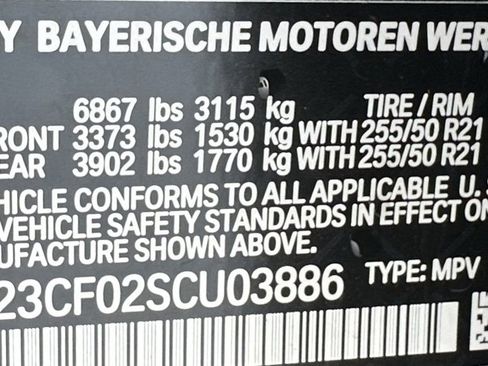 Y BAYERISCHE MOTOREN WER
6867 lbs 3115 kg TIRE / RIM
RONT 3373 lbs 1530 kg WITH 255/50 R21
EAR 3902 lbs 1770 kg WITH 255/50 R21
HICLE CONFORMS TO ALL APPLICABLE U. S
VEHICLE SAFETY STANDARDS IN EFFECT ON
UFACTURE SHOWN ABOVE.
23CF02SCU03886 TYPE: MPV